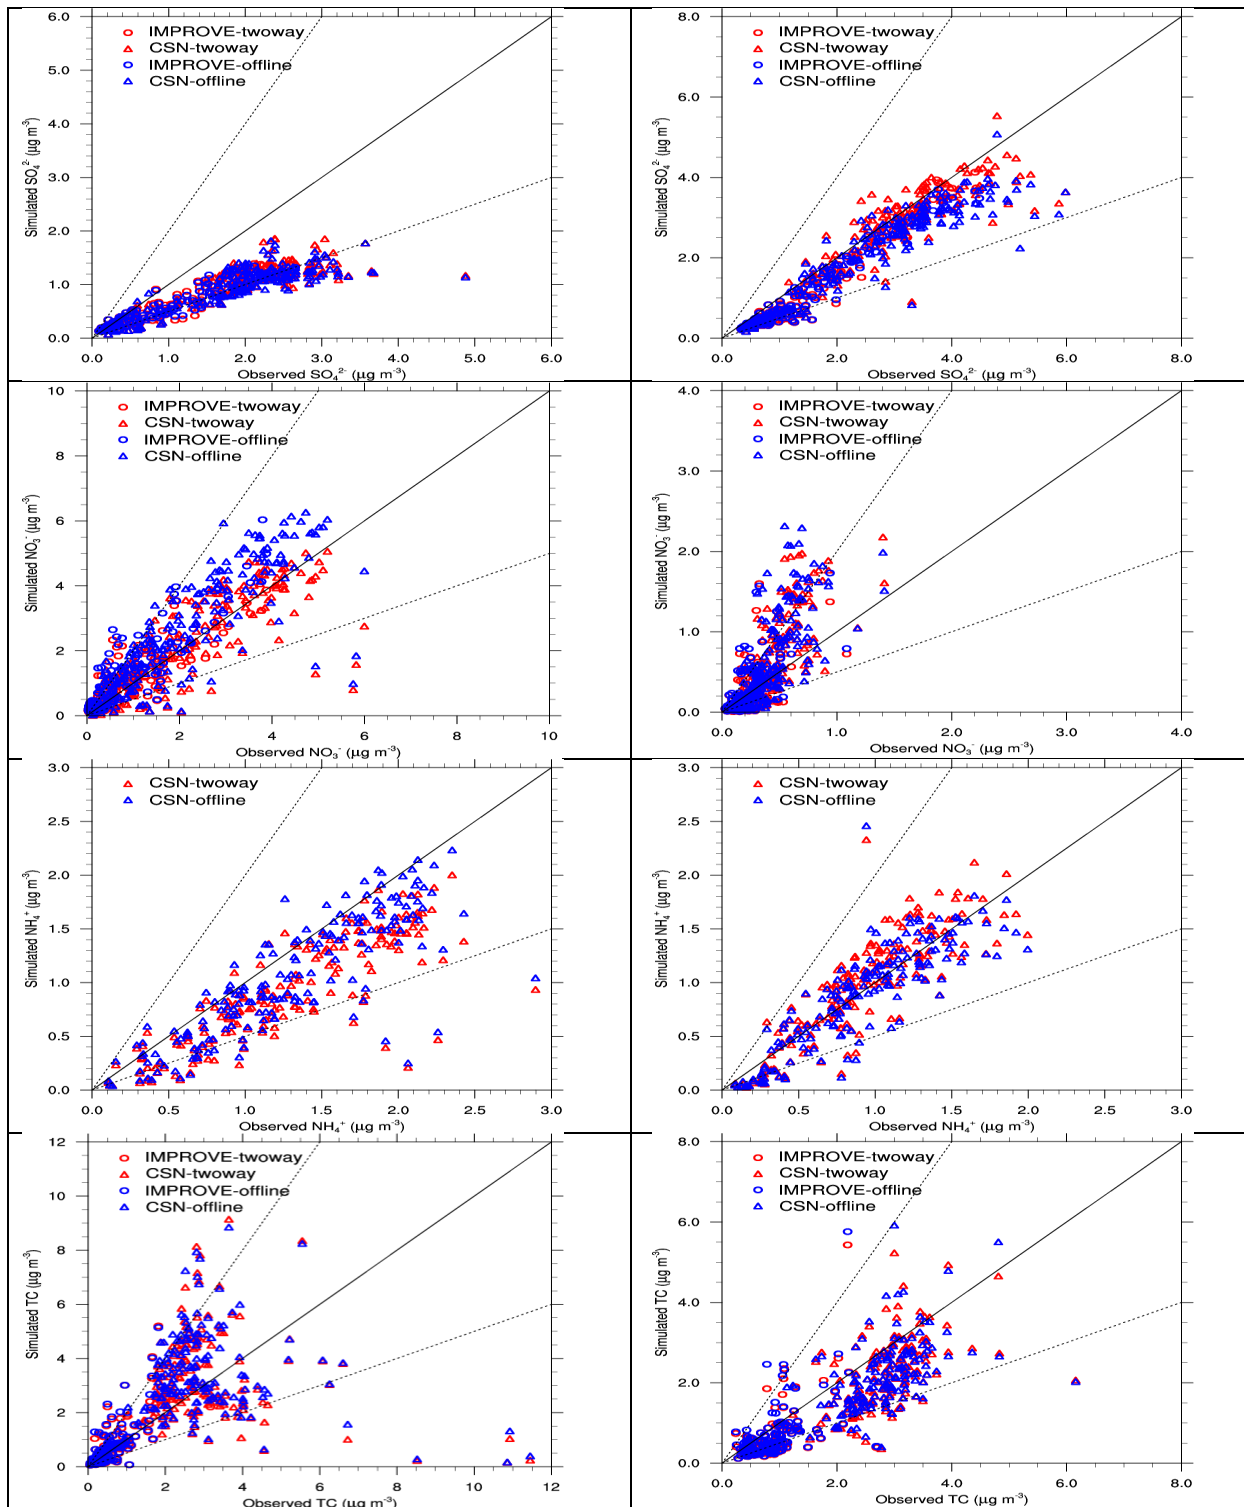 6.0
5.0
4.0
3.0
2.0
1.0
0.0
0.0 1.0 2.0 3.0 4.0 5.0 6.0
Simulated SO₄²⁻ (μg m⁻³)
Observed SO₄²⁻ (μg m⁻³)
IMPROVE-twoway
CSN-twoway
IMPROVE-offline
CSN-offline
8.0
6.0
4.0
2.0
0.0
0.0 2.0 4.0 6.0 8.0
Simulated SO₄²⁻ (μg m⁻³)
Observed SO₄²⁻ (μg m⁻³)
IMPROVE-twoway
CSN-twoway
IMPROVE-offline
CSN-offline
10
8
6
4
2
0
0 2 4 6 8 10
Simulated NO₃⁻ (μg m⁻³)
Observed NO₃⁻ (μg m⁻³)
IMPROVE-twoway
CSN-twoway
IMPROVE-offline
CSN-offline
4.0
3.0
2.0
1.0
0.0
0.0 1.0 2.0 3.0 4.0
Simulated NO₃⁻ (μg m⁻³)
Observed NO₃⁻ (μg m⁻³)
IMPROVE-twoway
CSN-twoway
IMPROVE-offline
CSN-offline
3.0
2.5
2.0
1.5
1.0
0.5
0.0
0.0 0.5 1.0 1.5 2.0 2.5 3.0
Simulated NH₄⁺ (μg m⁻³)
Observed NH₄⁺ (μg m⁻³)
CSN-twoway
CSN-offline
3.0
2.5
2.0
1.5
1.0
0.5
0.0
0.0 0.5 1.0 1.5 2.0 2.5 3.0
Simulated NH₄⁺ (μg m⁻³)
Observed NH₄⁺ (μg m⁻³)
CSN-twoway
CSN-offline
12
10
8
6
4
2
0
0 2 4 6 8 10 12
Simulated TC (μg m⁻³)
Observed TC (μg m⁻³)
IMPROVE-twoway
CSN-twoway
IMPROVE-offline
CSN-offline
8.0
6.0
4.0
2.0
0.0
0.0 2.0 4.0 6.0 8.0
Simulated TC (μg m⁻³)
Observed TC (μg m⁻³)
IMPROVE-twoway
CSN-twoway
IMPROVE-offline
CSN-offline